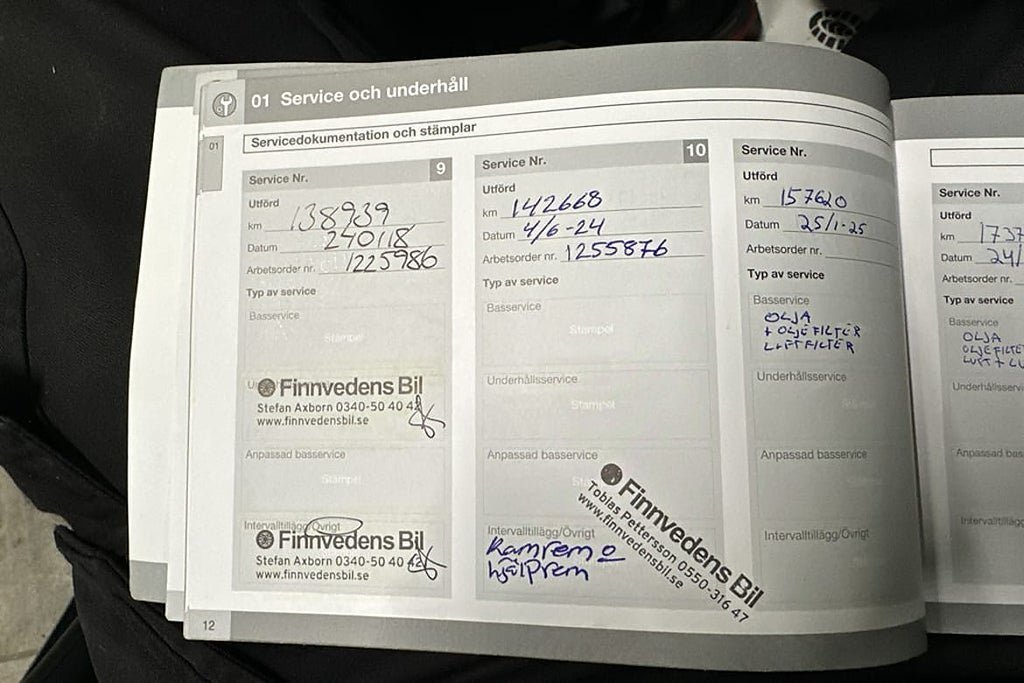 01 Service och underhåll
01
Servicedokumentation och stämplar
Service Nr. 9
Utförd
km 138939
Datum 240118
Arbetsorder nr. 1225986
Typ av service
Basservice
Stämpel
Finnvedens Bil
Stefan Axborn 0340-50 40 42
www.finnvedensbil.se
Anpassad basservice
Stämpel
Intervalltillägg/Övrigt
Finnvedens Bil
Stefan Axborn 0340-50 40 42
www.finnvedensbil.se
12
Service Nr. 10
Utförd
km 142668
Datum 4/6-24
Arbetsorder nr. 1255876
Typ av service
Basservice
Stämpel
Underhållsservice
Stämpel
Anpassad basservice
Intervalltillägg/Övrigt
Kamrem o
hjälprem
Finnvedens Bil
Tobias Pettersson 0550-316 47
www.finnvedensbil.se
Service Nr.
Utförd
km 157620
Datum 25/1-25
Arbetsorder nr.
Typ av service
Basservice
OLJA
+ OLJEFILTER
LUFTFILTER
Underhållsservice
Anpassad basservice
Intervalltillägg/Övrigt
Service Nr.
Utförd
km
Datum
Arbetsorder nr.
Typ av service
Basservice
OLJA